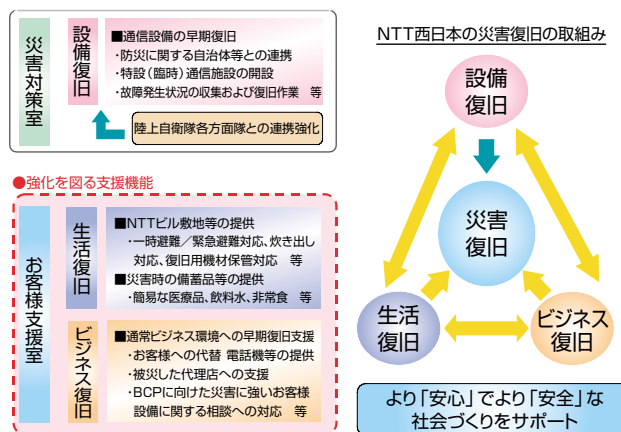 災害対策室
設備復旧
■通信設備の早期復旧
・防災に関する自治体等との連携
・特設（臨時）通信施設の開設
・故障発生状況の収集および復旧作業　等
陸上自衛隊各方面隊との連携強化
●強化を図る支援機能
お客様支援室
生活復旧
■NTTビル敷地等の提供
・一時避難／緊急避難対応、炊き出し
対応、復旧用機材保管対応　等
■災害時の備蓄品等の提供
・簡易な医療品、飲料水、非常食　等
ビジネス復旧
■通常ビジネス環境への早期復旧支援
・お客様への代替 電話機等の提供
・被災した代理店への支援
・BCPに向けた災害に強いお客様
設備に関する相談への対応　等
NTT西日本の災害復旧の取組み
設備
復旧
災害
復旧
生活
復旧
ビジネス
復旧
より「安心」でより「安全」な
社会づくりをサポート